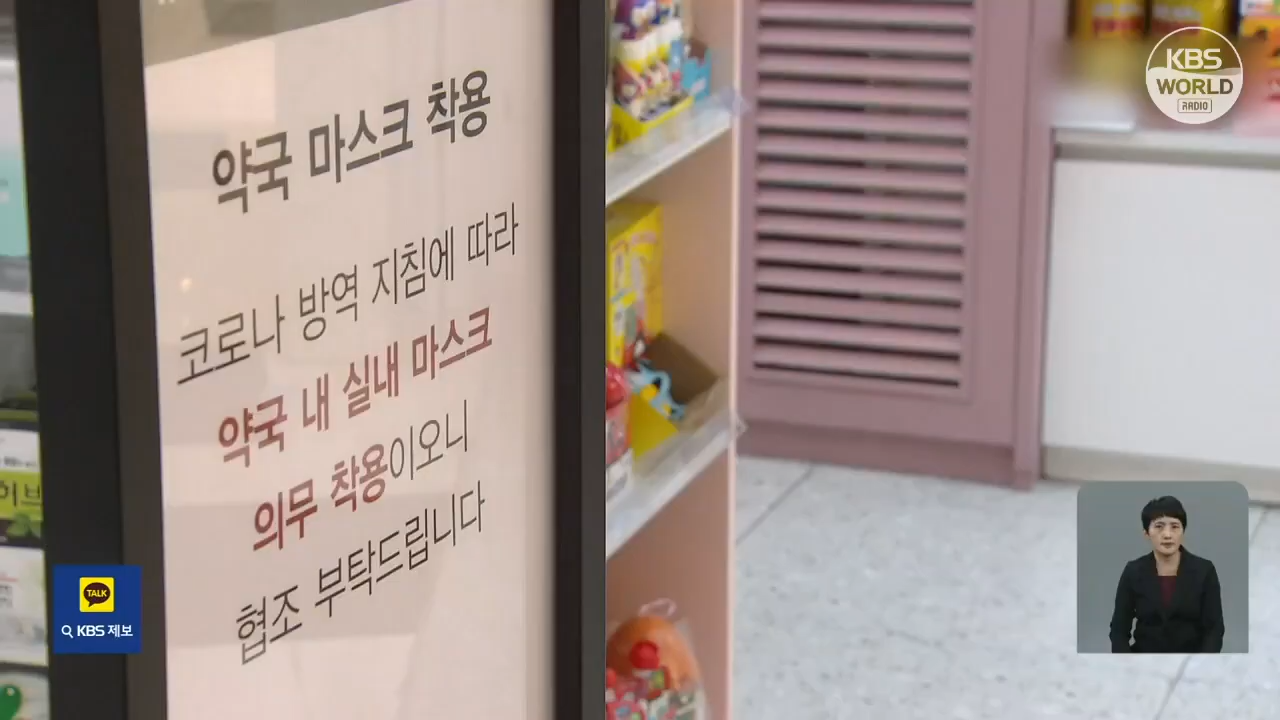 약국 마스크 착용
코로나 방역 지침에 따라
약국 내 실내 마스크
의무 착용이오니
협조 부탁드립니다
KBS
WORLD
RADIO
TALK
KBS 제보
허브